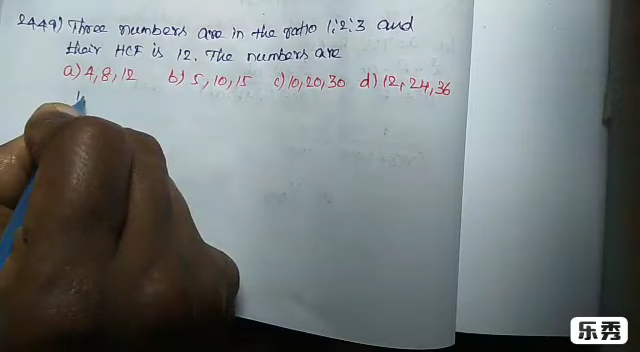 2449) Three numbers are in the ratio 1:2:3 and
their HCF is 12. The numbers are
a) 4, 8, 12 b) 5, 10, 15 c) 10, 20, 30 d) 12, 24, 36
乐秀